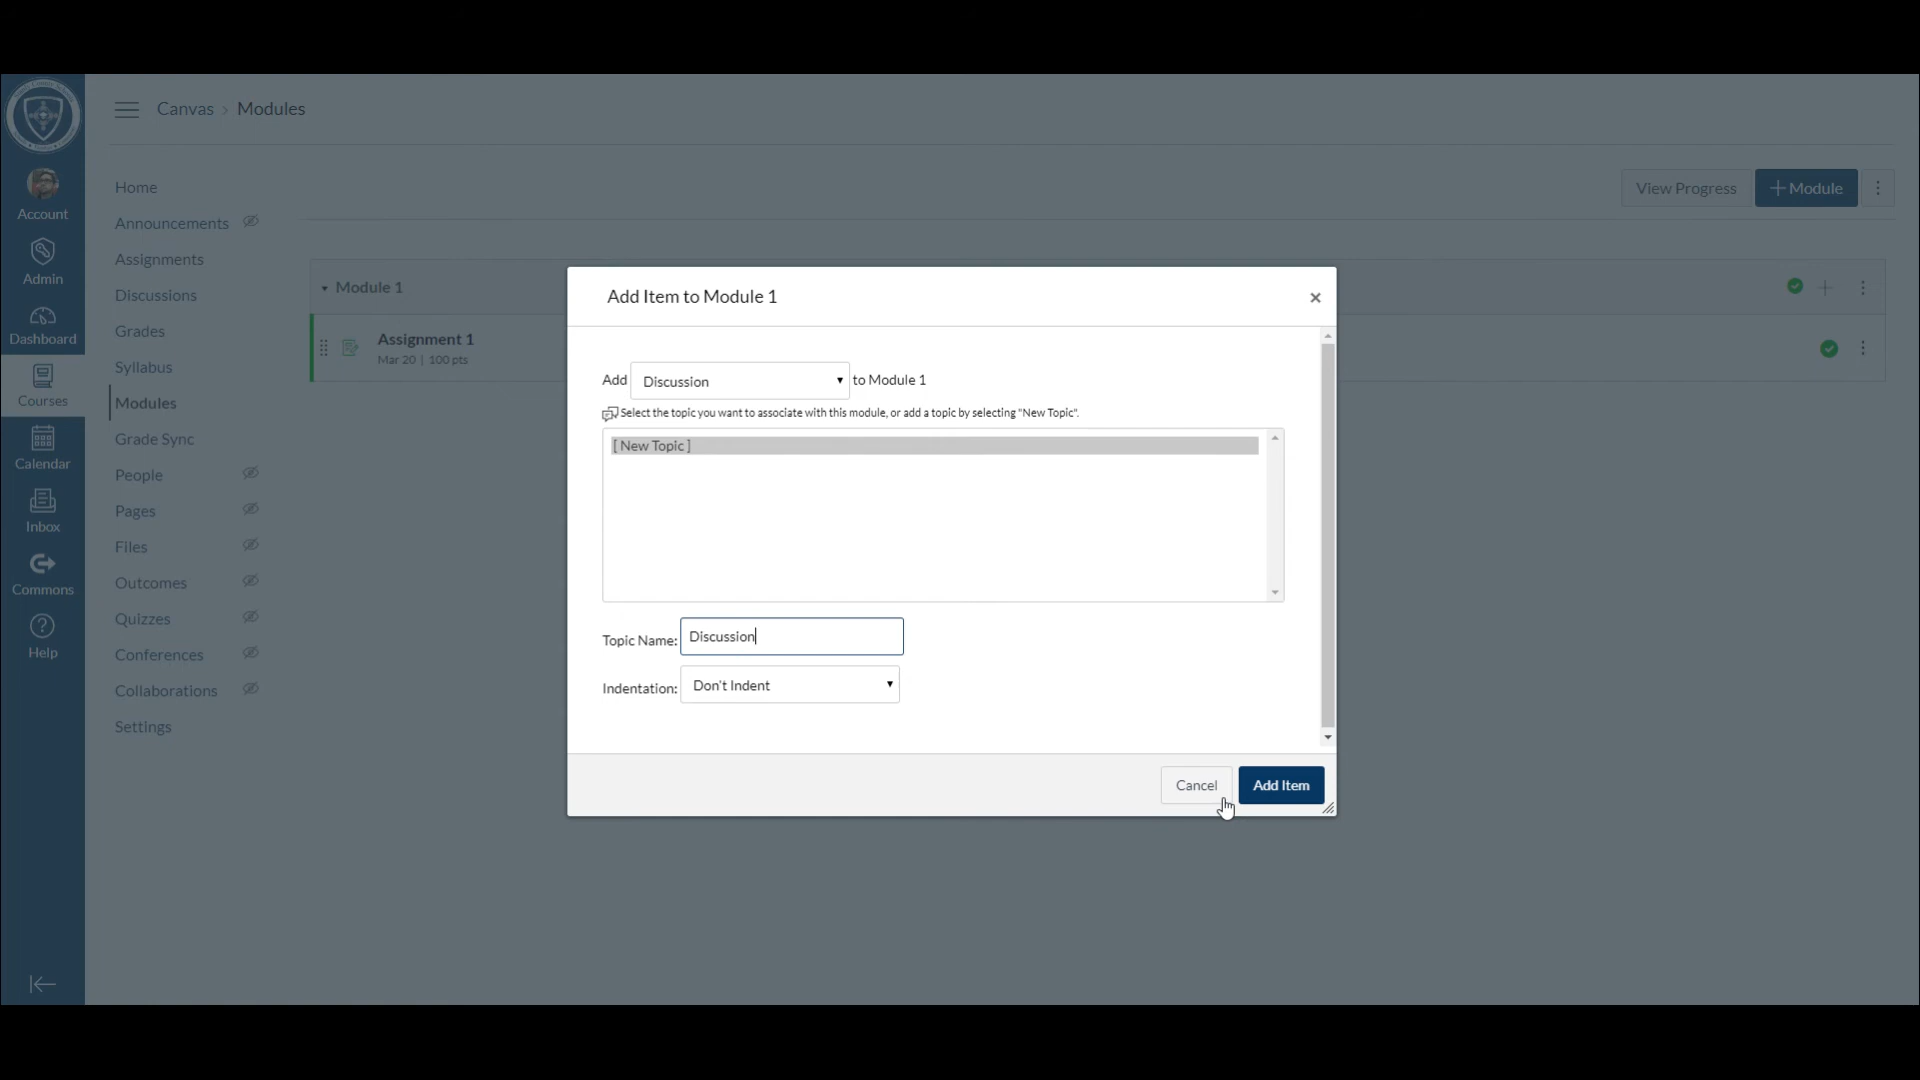 Canvas › Modules
Account
Admin
Dashboard
Courses
Calendar
Inbox
Commons
Help
Home
Announcements
Assignments
Discussions
Grades
Syllabus
Modules
Grade Sync
People
Pages
Files
Outcomes
Quizzes
Conferences
Collaborations
Settings
View Progress
+ Module
Module 1
Assignment 1
Mar 20 | 100 pts
Add Item to Module 1
Add Discussion to Module 1
Select the topic you want to associate with this module, or add a topic by selecting "New Topic".
[ New Topic ]
Topic Name: Discussion
Indentation: Don't Indent
Cancel
Add Item